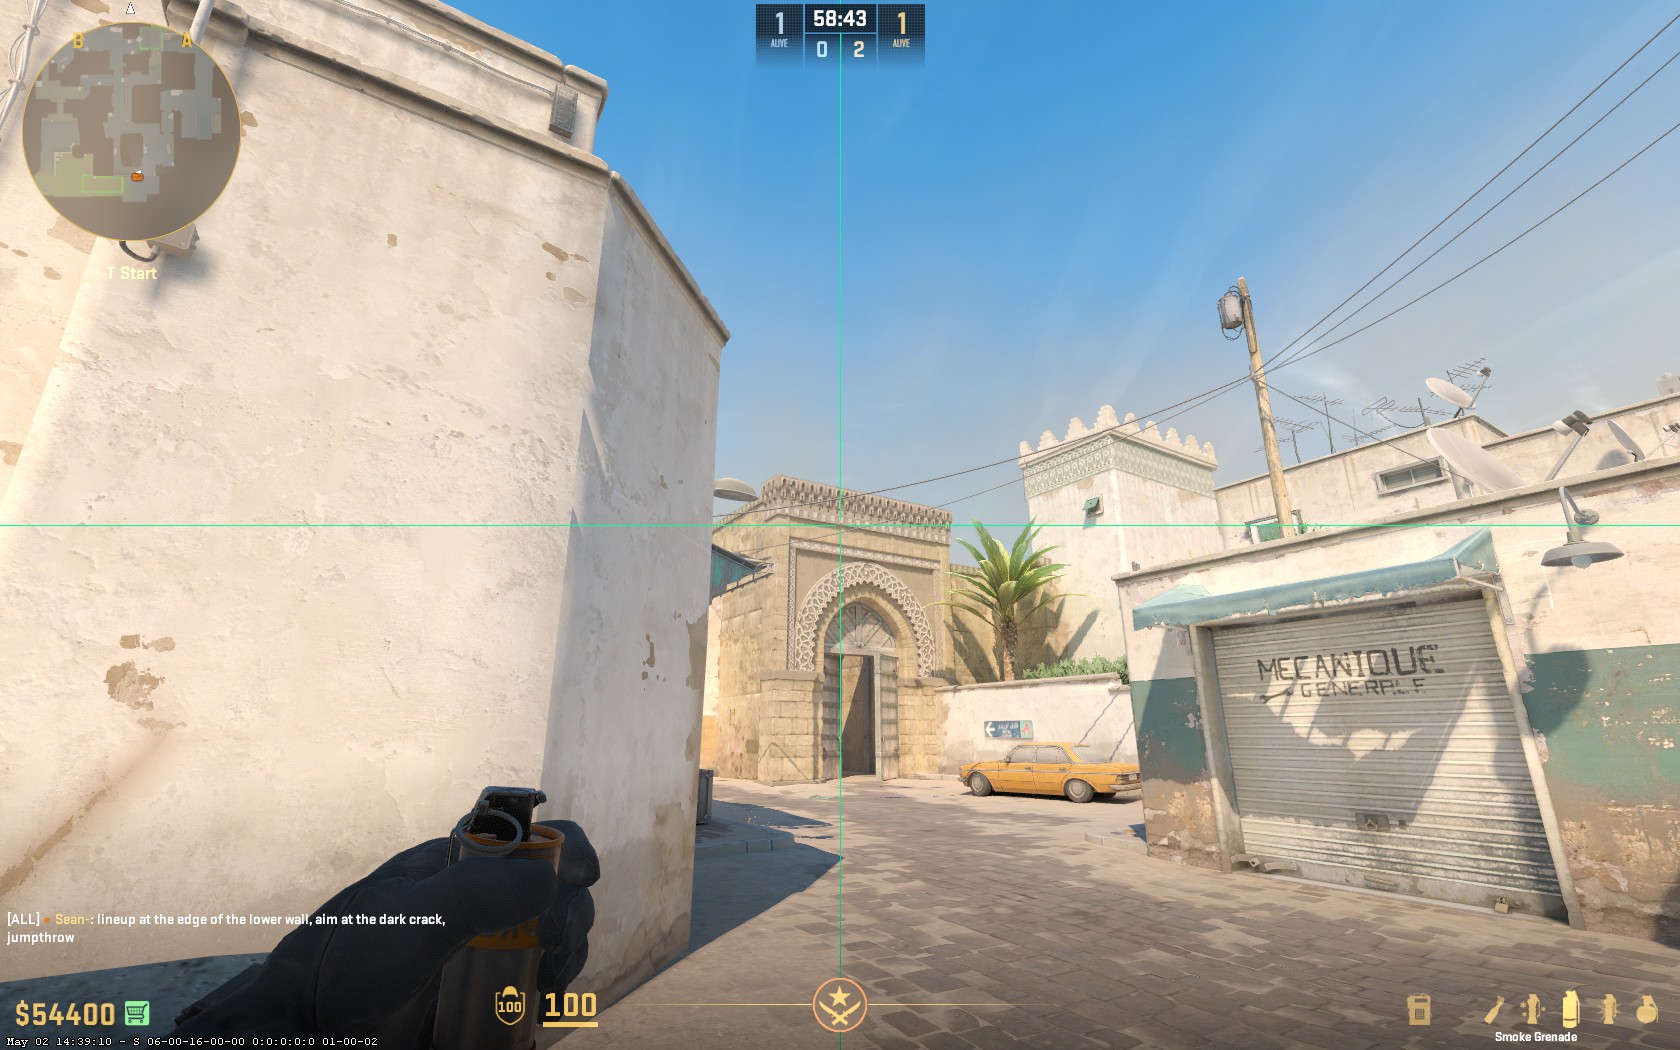 1
ALIVE
58:43
0 2
1
ALIVE
B
A
T Start
MECANIQUE
GENERALE
[ALL] Sean-: lineup at the edge of the lower wall, aim at the dark crack,
jumpthrow
$54400
100
100
Smoke Grenade
May 02 14:39:10 - S 06-00-16-00-00 0:0:0:0:0 01-00-02